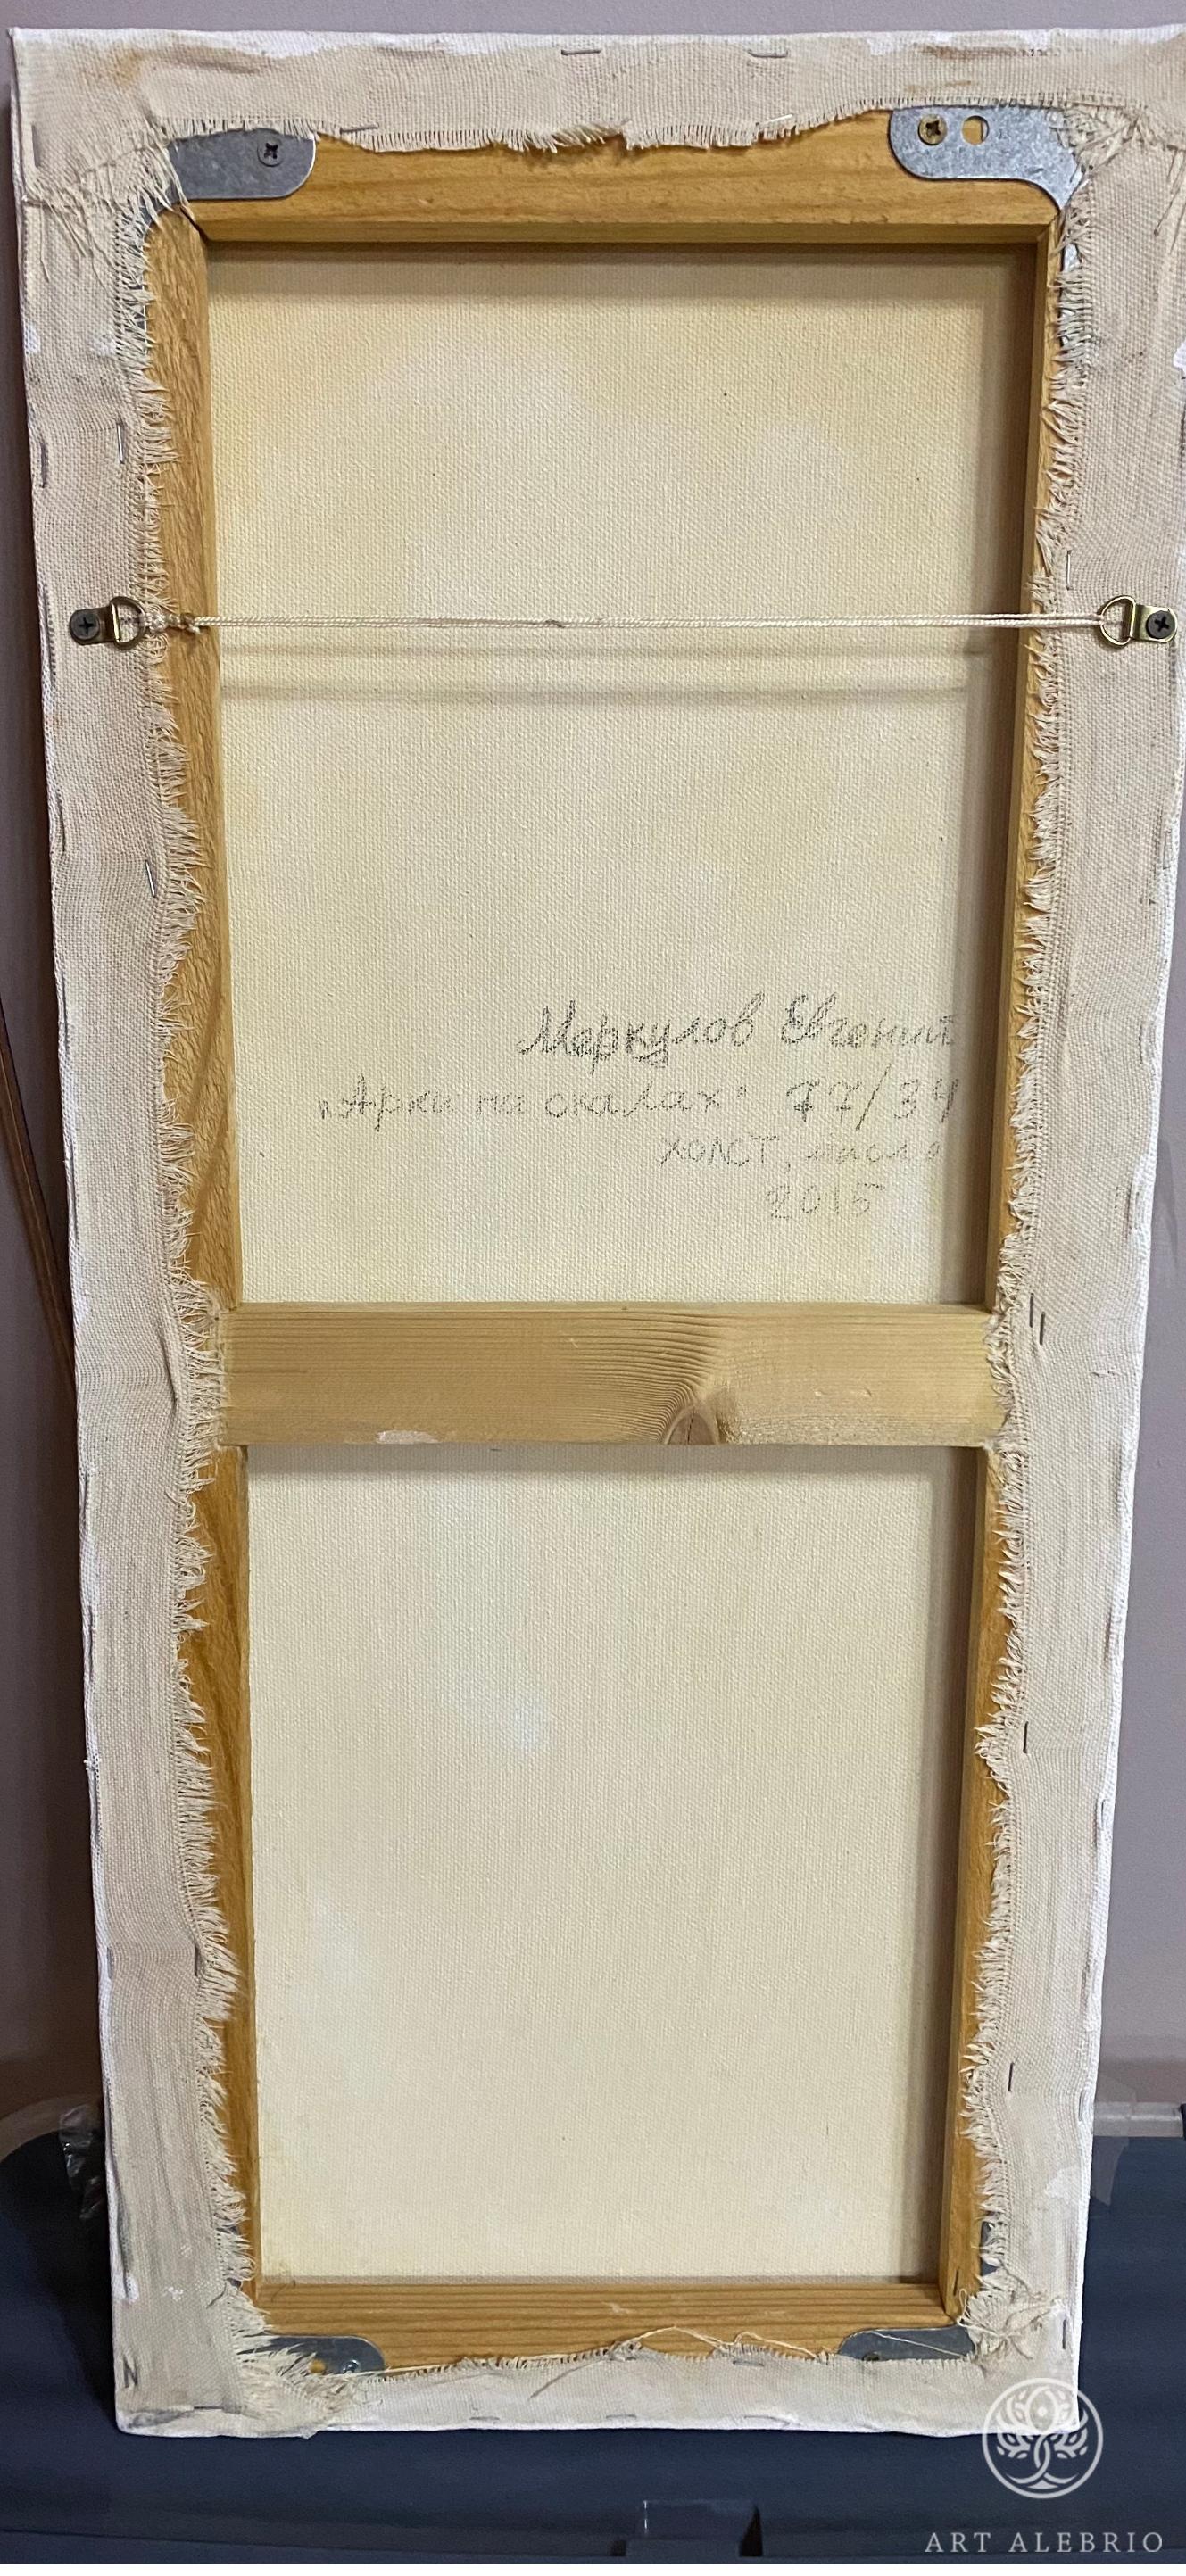 Меркулов Евгений
„Арки на скалах" 77/34
холст, масло
2015
ART ALEBRIO